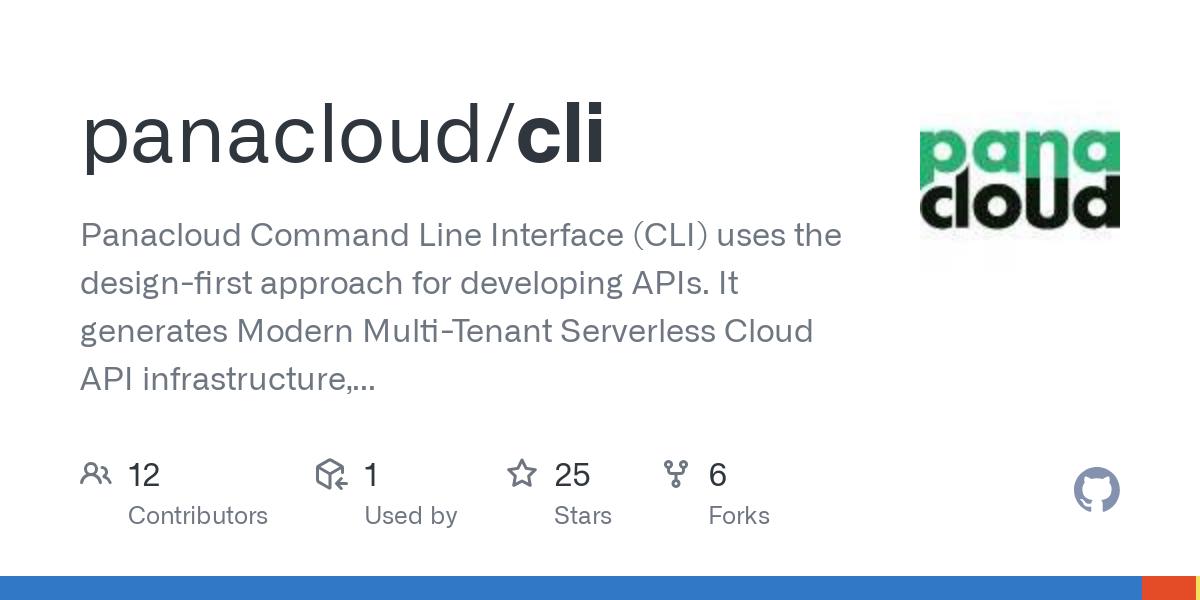 panacloud/cli
pana
cloud
Panacloud Command Line Interface (CLI) uses the
design-first approach for developing APIs. It
generates Modern Multi-Tenant Serverless Cloud
API infrastructure,...
12
Contributors
1
Used by
25
Stars
6
Forks